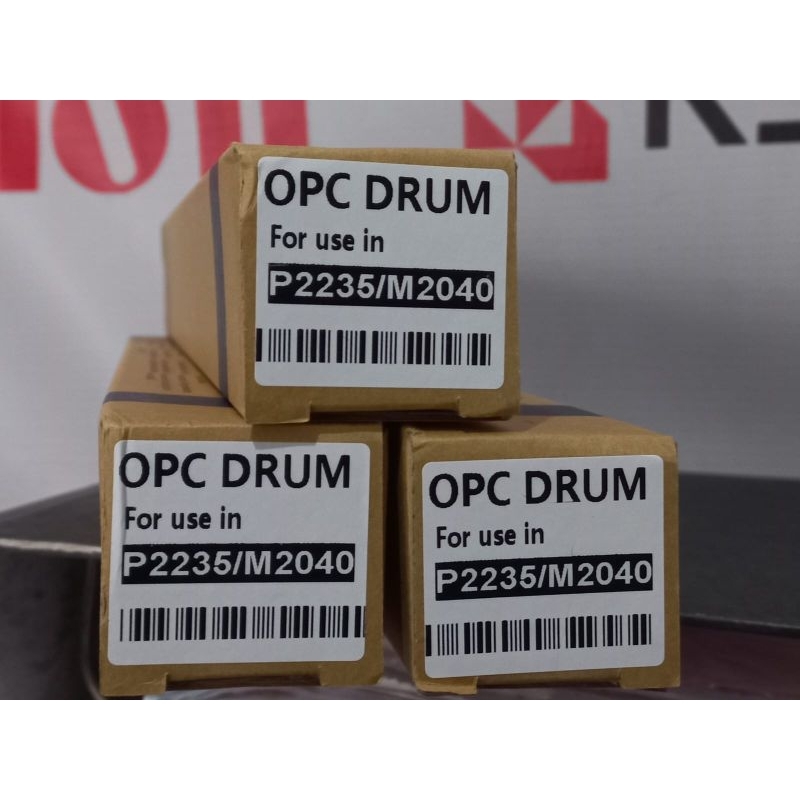 OPC DRUM
For use in
P2235/M2040
OPC DRUM
For use in
P2235/M2040
OPC DRUM
For use in
P2235/M2040